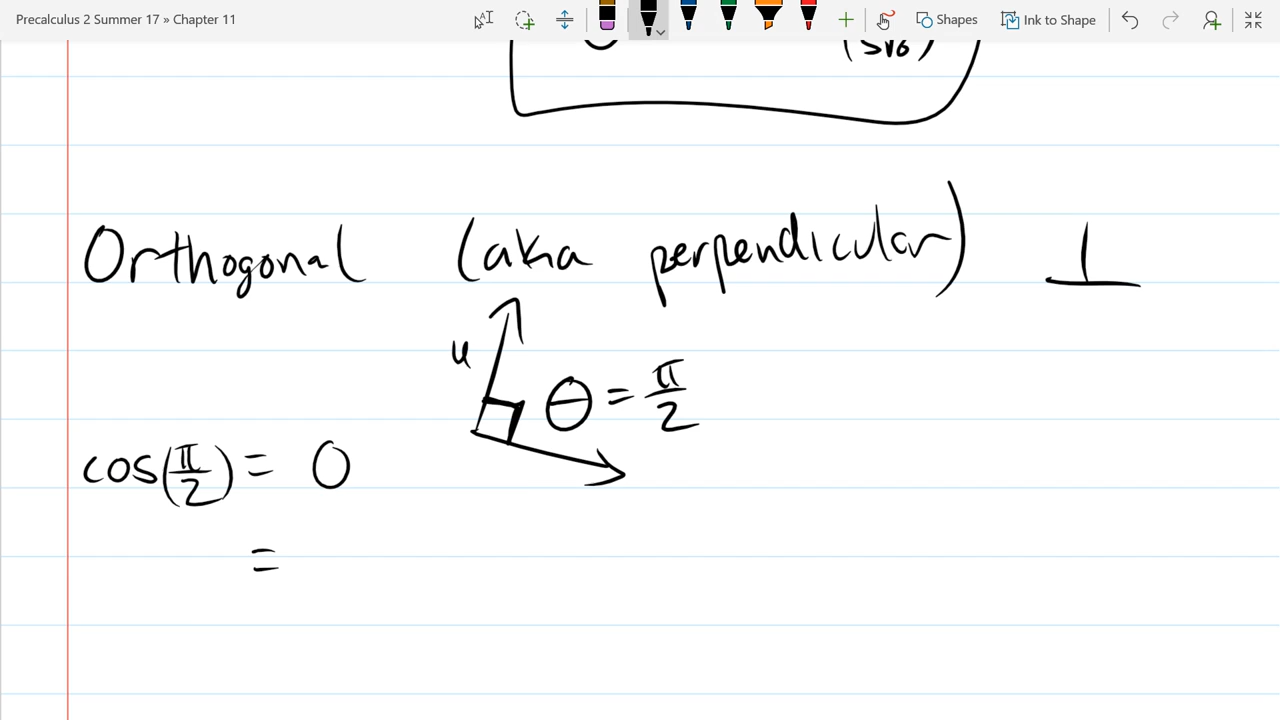 Precalculus 2 Summer 17 » Chapter 11
Shapes
Ink to Shape
Orthogonal (aka perpendicular) ⊥
u
θ = π/2
cos(π/2) = 0
=